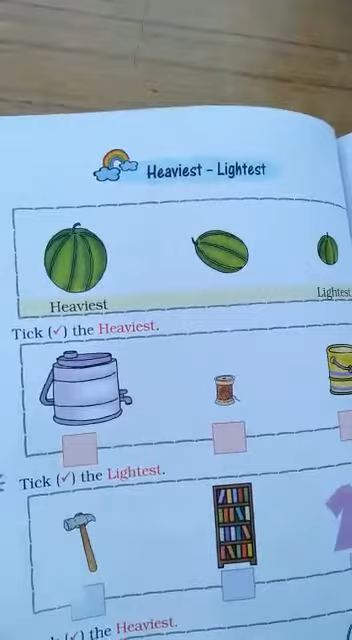 Heaviest – Lightest
Heaviest
Lightest
Tick (✓) the Heaviest.
Tick (✓) the Lightest.
(✓) the Heaviest.